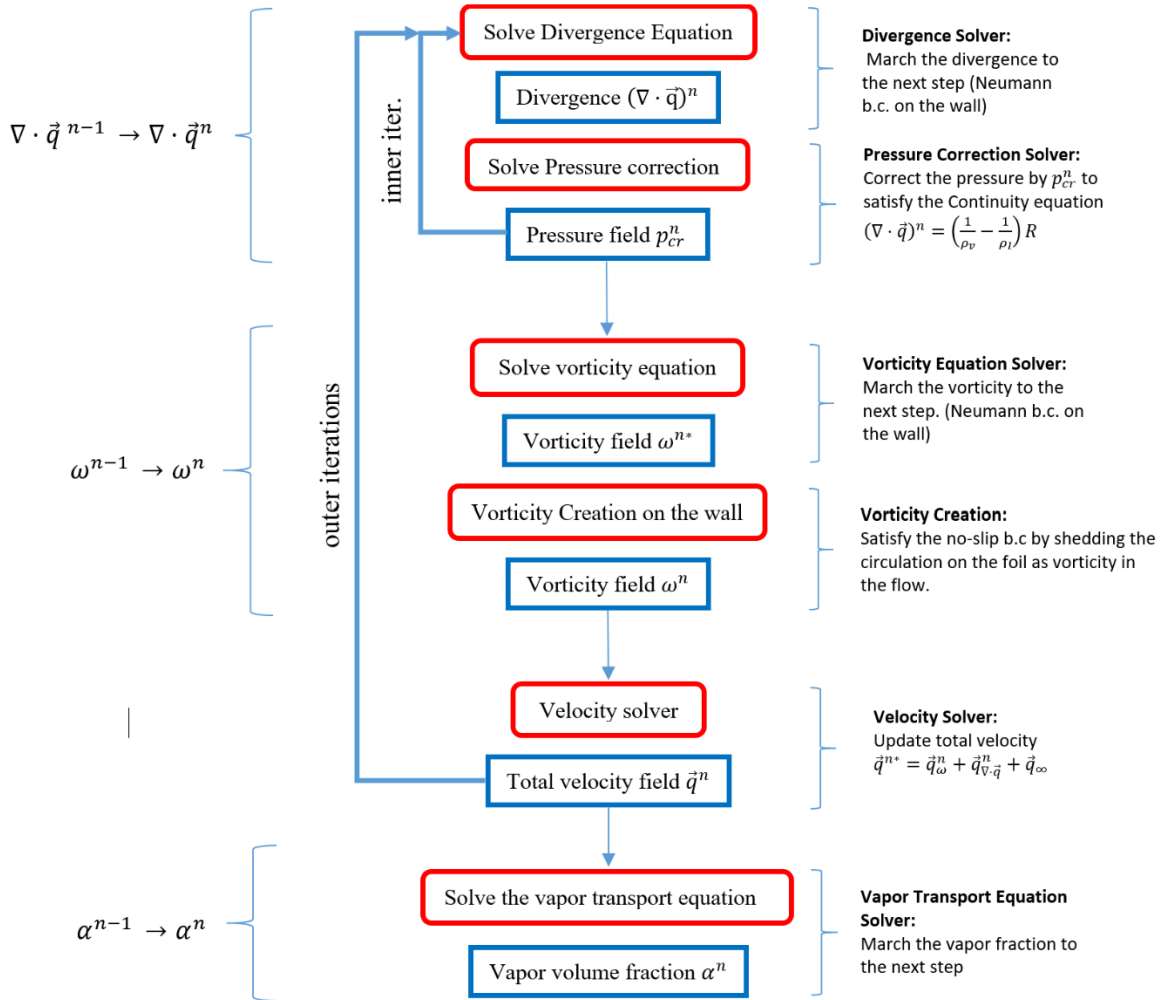 ∇ · q⃗ ⁿ⁻¹ → ∇ · q⃗ⁿ
Solve Divergence Equation
Divergence (∇ · q⃗)ⁿ
inner iter.
Solve Pressure correction
Pressure field pⁿ_cr
Divergence Solver:
March the divergence to
the next step (Neumann
b.c. on the wall)
Pressure Correction Solver:
Correct the pressure by pⁿ_cr to
satisfy the Continuity equation
(∇ · q⃗)ⁿ = (1/ρ_v − 1/ρ_l) R
outer iterations
ωⁿ⁻¹ → ωⁿ
Solve vorticity equation
Vorticity field ωⁿ*
Vorticity Creation on the wall
Vorticity field ωⁿ
Vorticity Equation Solver:
March the vorticity to the
next step. (Neumann b.c. on
the wall)
Vorticity Creation:
Satisfy the no-slip b.c by shedding the
circulation on the foil as vorticity in
the flow.
Velocity solver
Total velocity field q⃗ⁿ
Velocity Solver:
Update total velocity
q⃗ⁿ* = q⃗ⁿ_ω + q⃗ⁿ_∇·q⃗ + q⃗_∞
αⁿ⁻¹ → αⁿ
Solve the vapor transport equation
Vapor volume fraction αⁿ
Vapor Transport Equation
Solver:
March the vapor fraction to
the next step